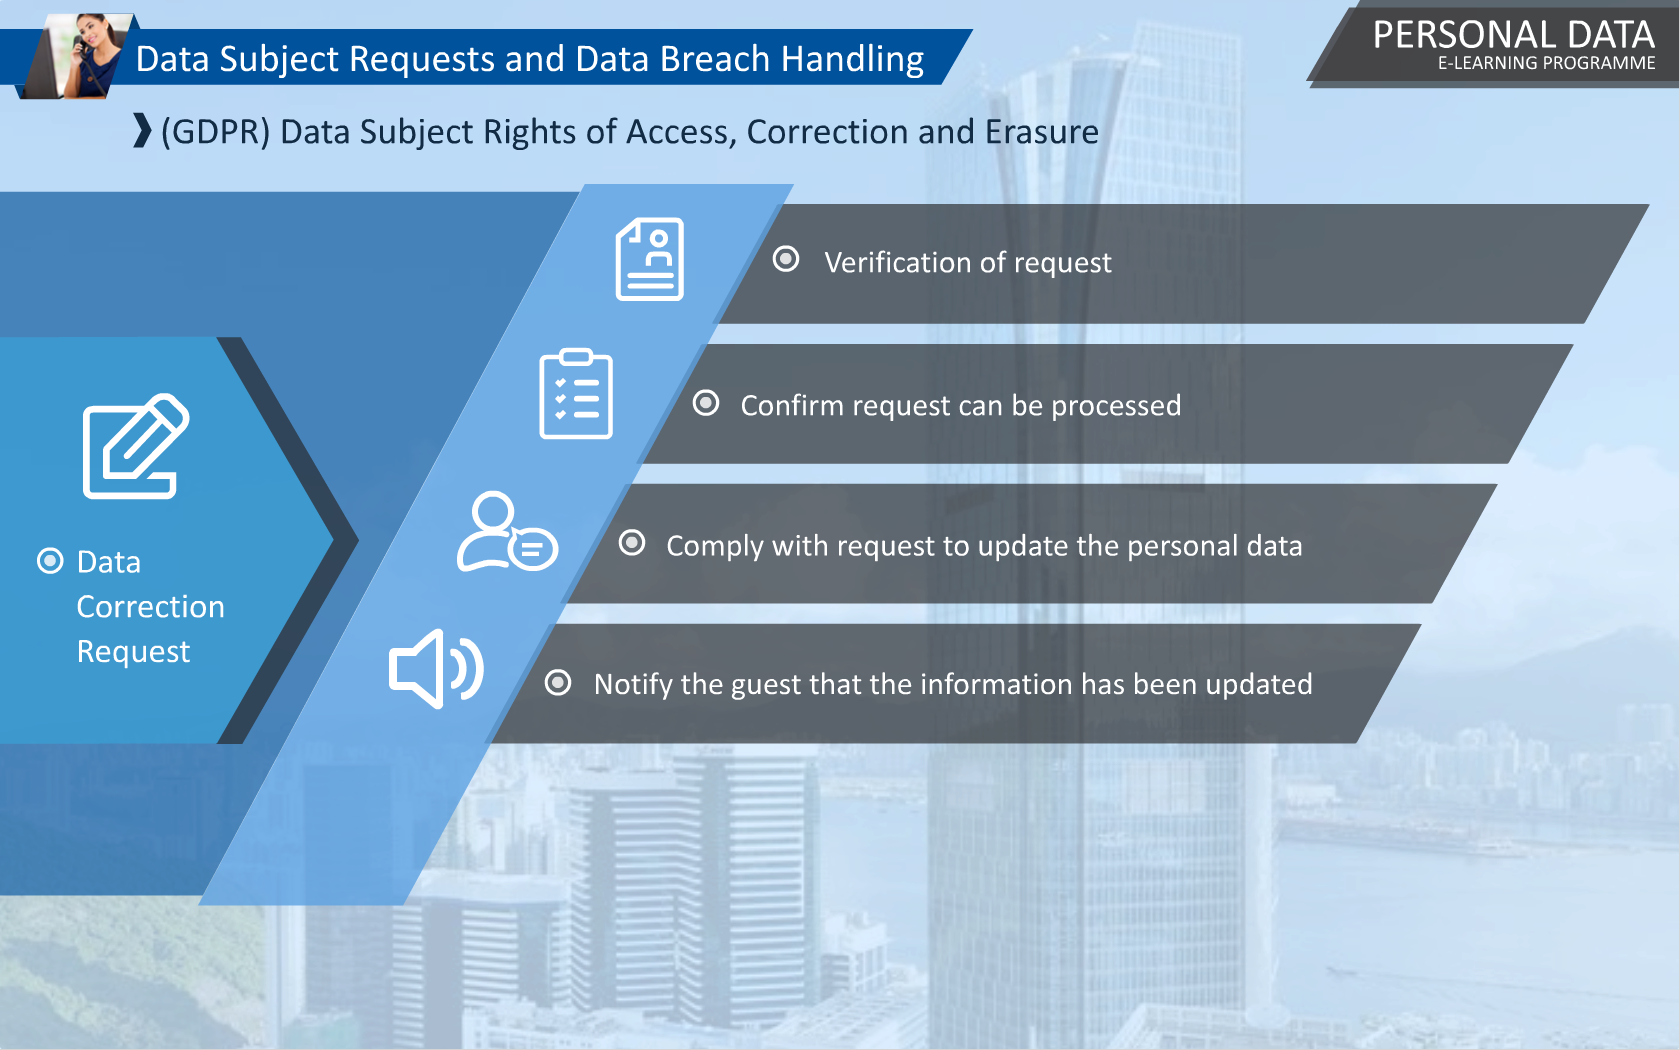 Data Subject Requests and Data Breach Handling
PERSONAL DATA
E-LEARNING PROGRAMME
(GDPR) Data Subject Rights of Access, Correction and Erasure
Data
Correction
Request
Verification of request
Confirm request can be processed
Comply with request to update the personal data
Notify the guest that the information has been updated